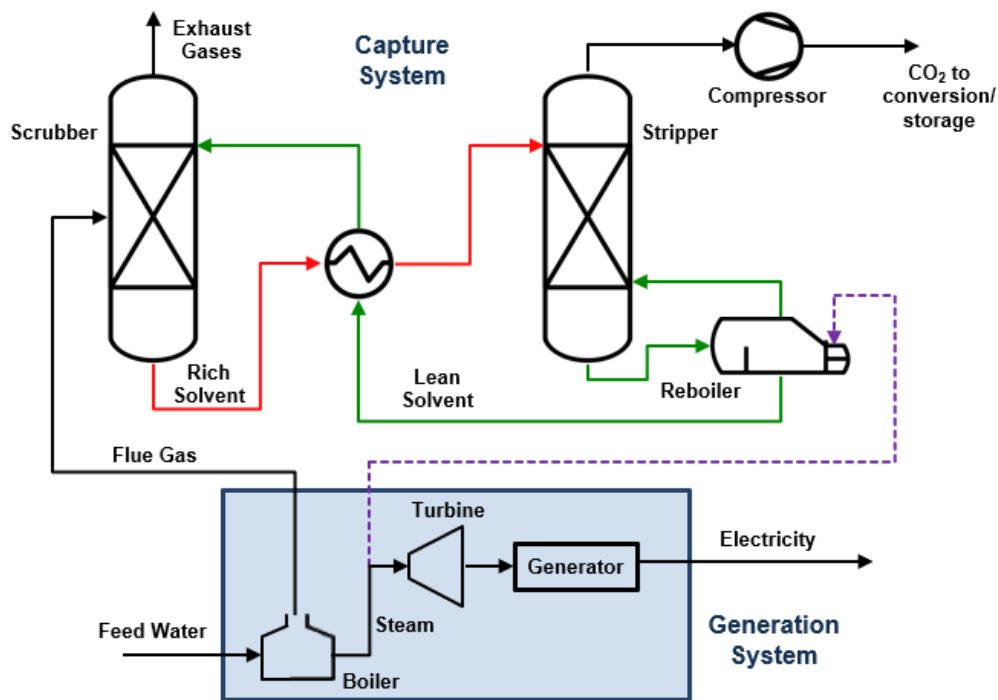 Exhaust
Gases
Capture
System
Compressor
CO₂ to
conversion/
storage
Scrubber
Stripper
Rich
Solvent
Lean
Solvent
Reboiler
Flue Gas
Turbine
Generator
Electricity
Feed Water
Steam
Boiler
Generation
System